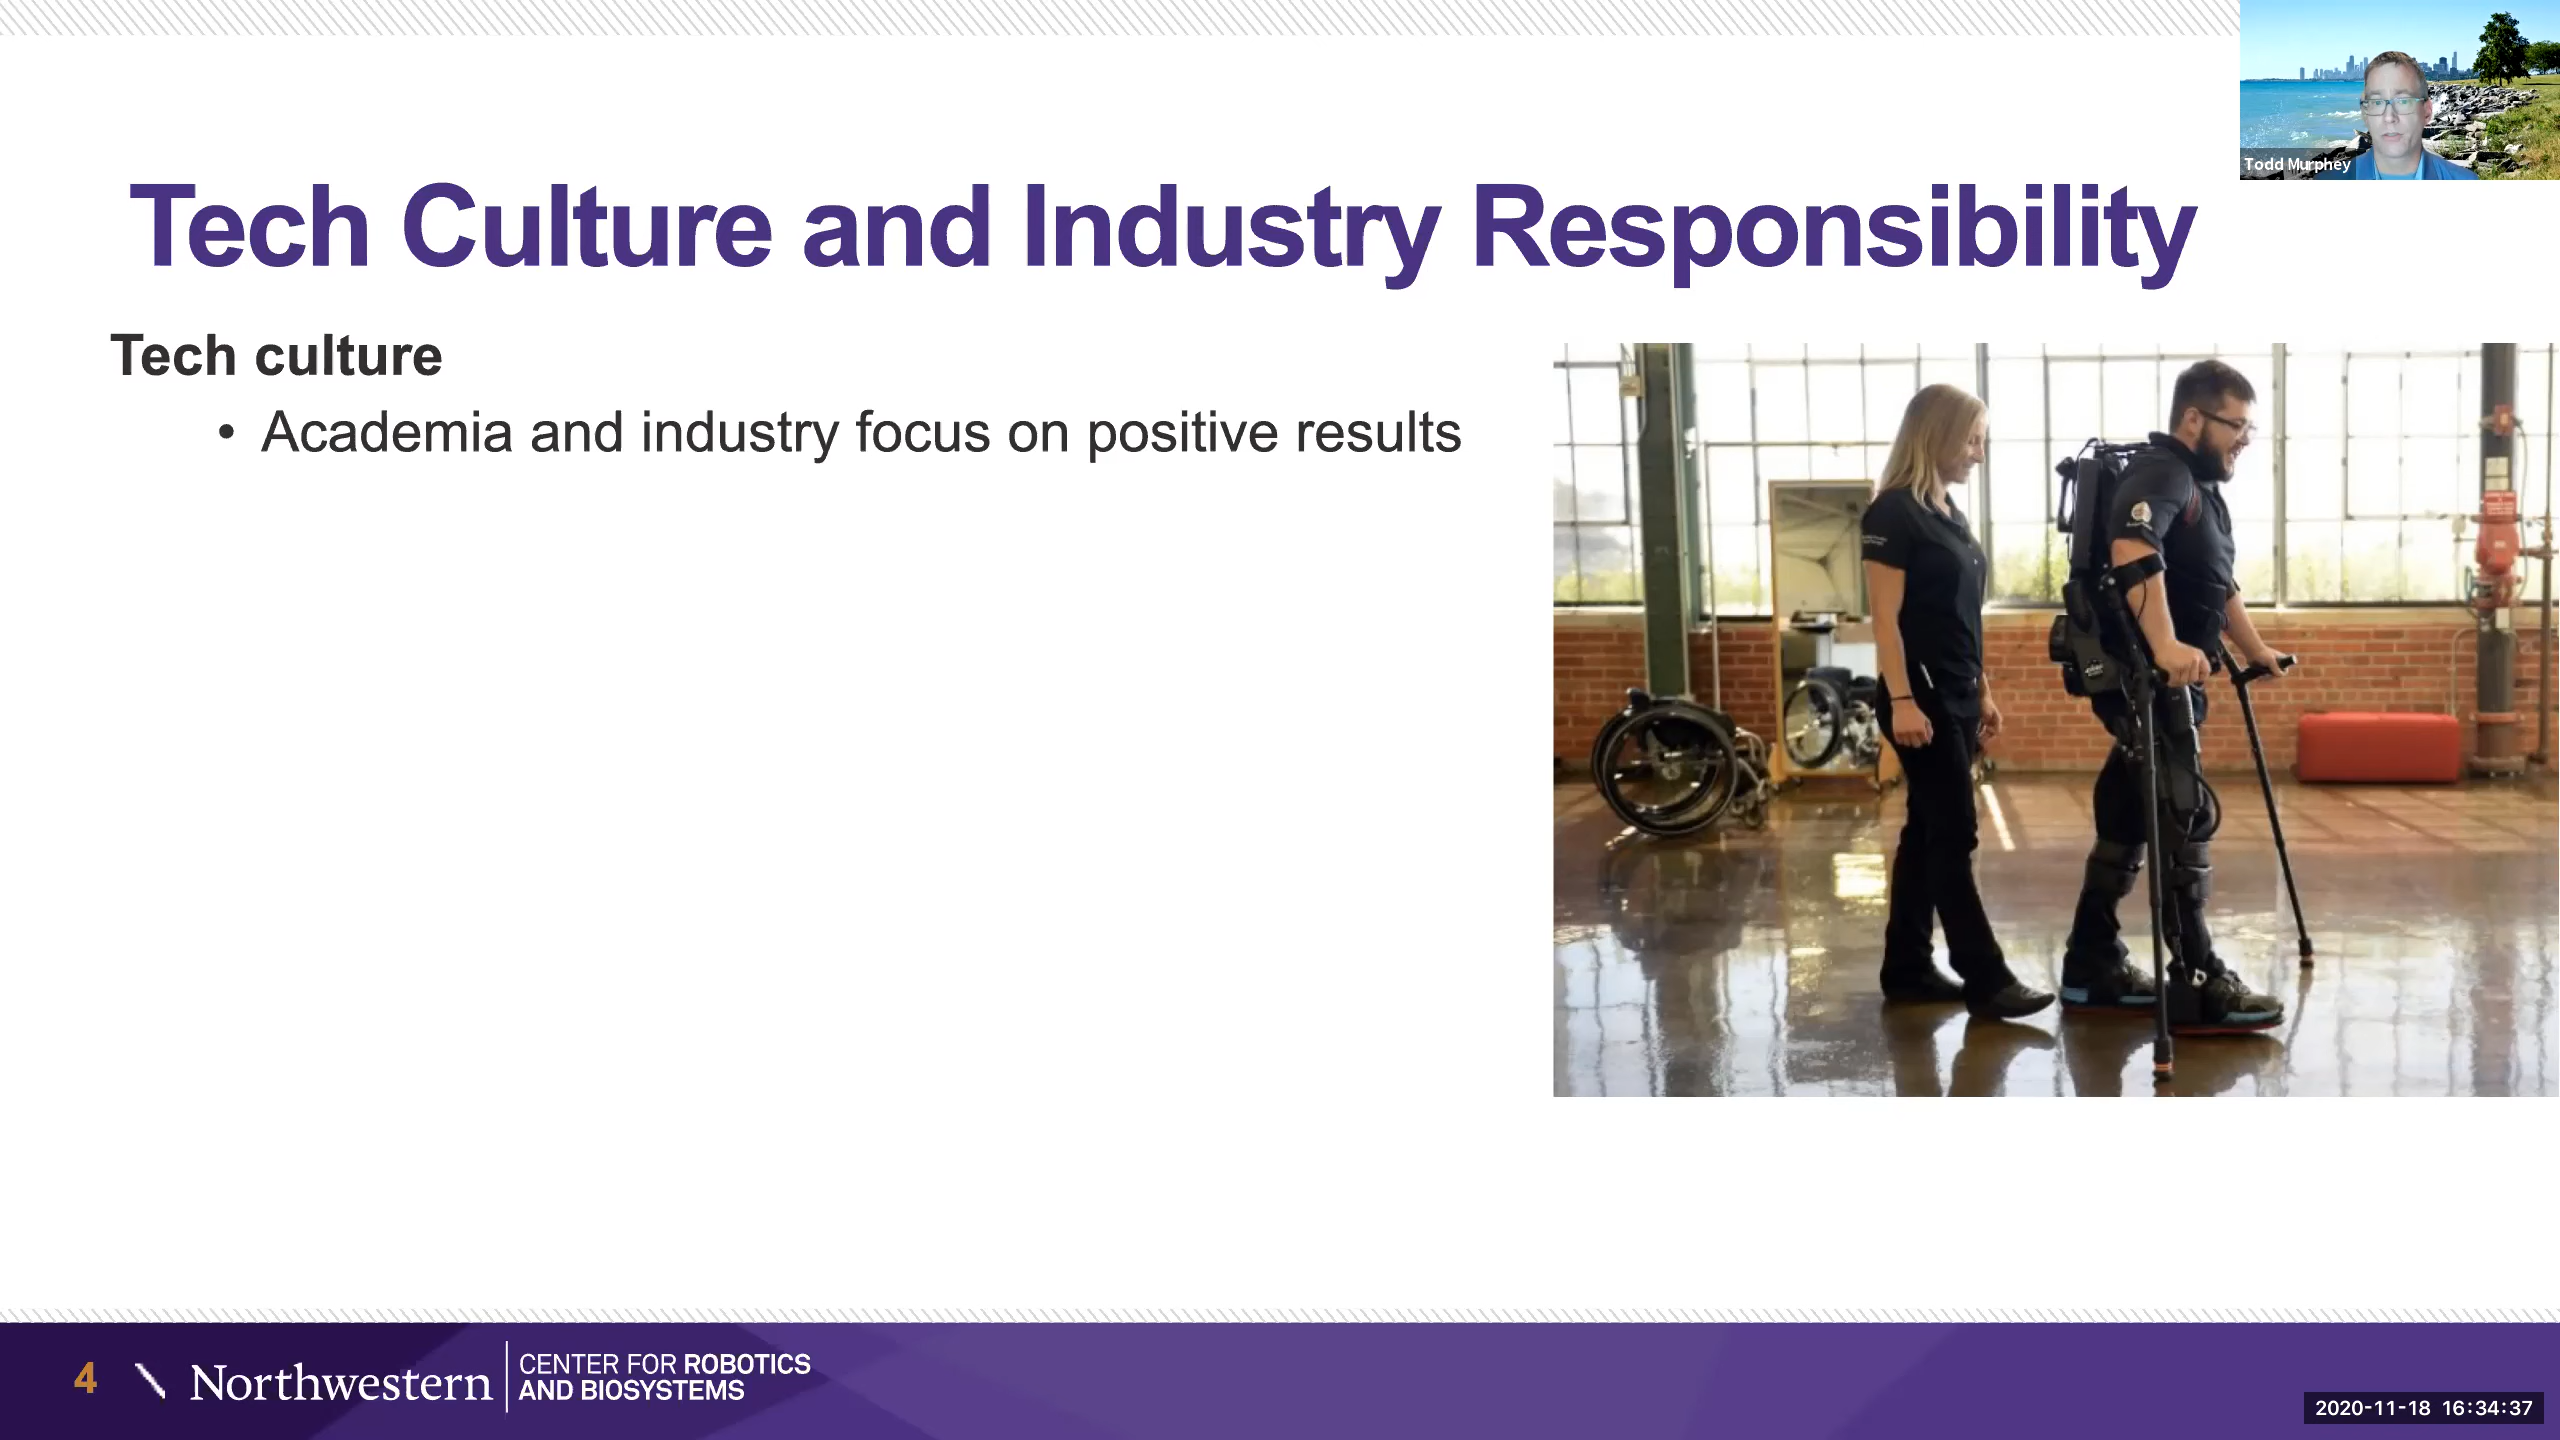 Todd Murphey
Tech Culture and Industry Responsibility
Tech culture
• Academia and industry focus on positive results
4
Northwestern
CENTER FOR ROBOTICS
AND BIOSYSTEMS
2020-11-18 16:34:37